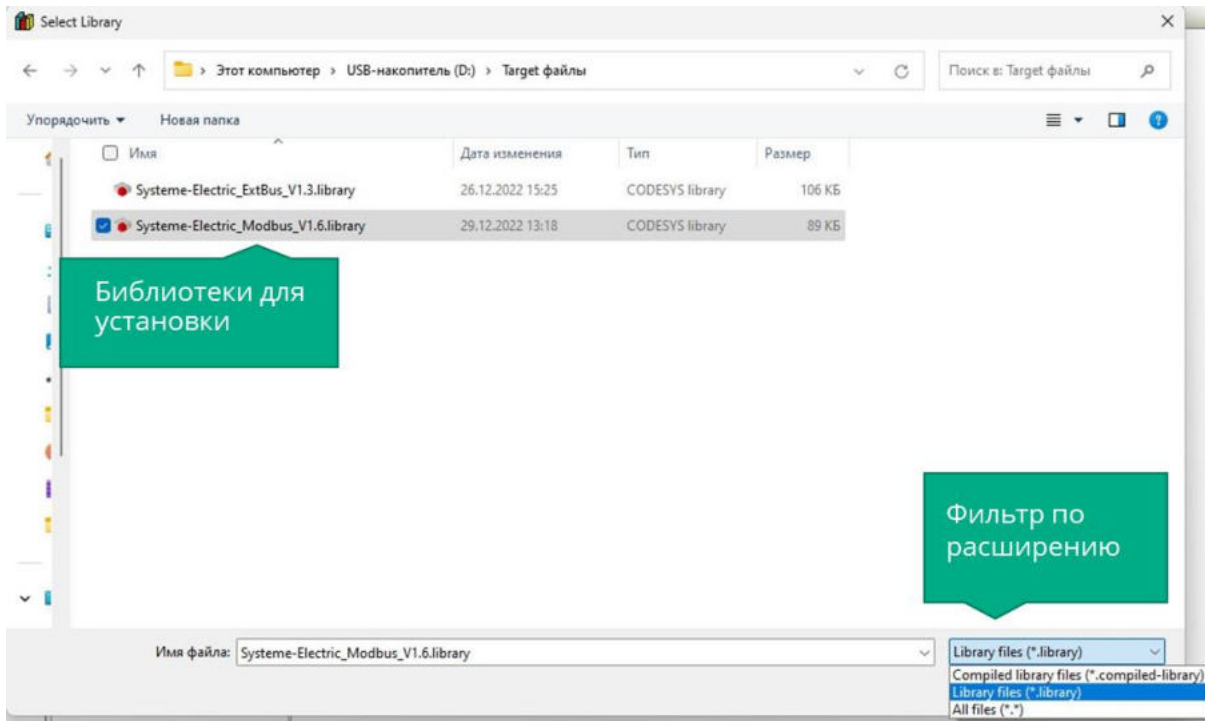 Select Library
Этот компьютер > USB-накопитель (D:) > Target файлы
Поиск в: Target файлы
Упорядочить Новая папка
Имя Дата изменения Тип Размер
Systeme-Electric_ExtBus_V1.3.library 26.12.2022 15:25 CODESYS library 106 КБ
Systeme-Electric_Modbus_V1.6.library 29.12.2022 13:18 CODESYS library 89 КБ
Библиотеки для
установки
Фильтр по
расширению
Имя файла: Systeme-Electric_Modbus_V1.6.library Library files (*.library)
Compiled library files (*.compiled-library)
Library files (*.library)
All files (*.*)